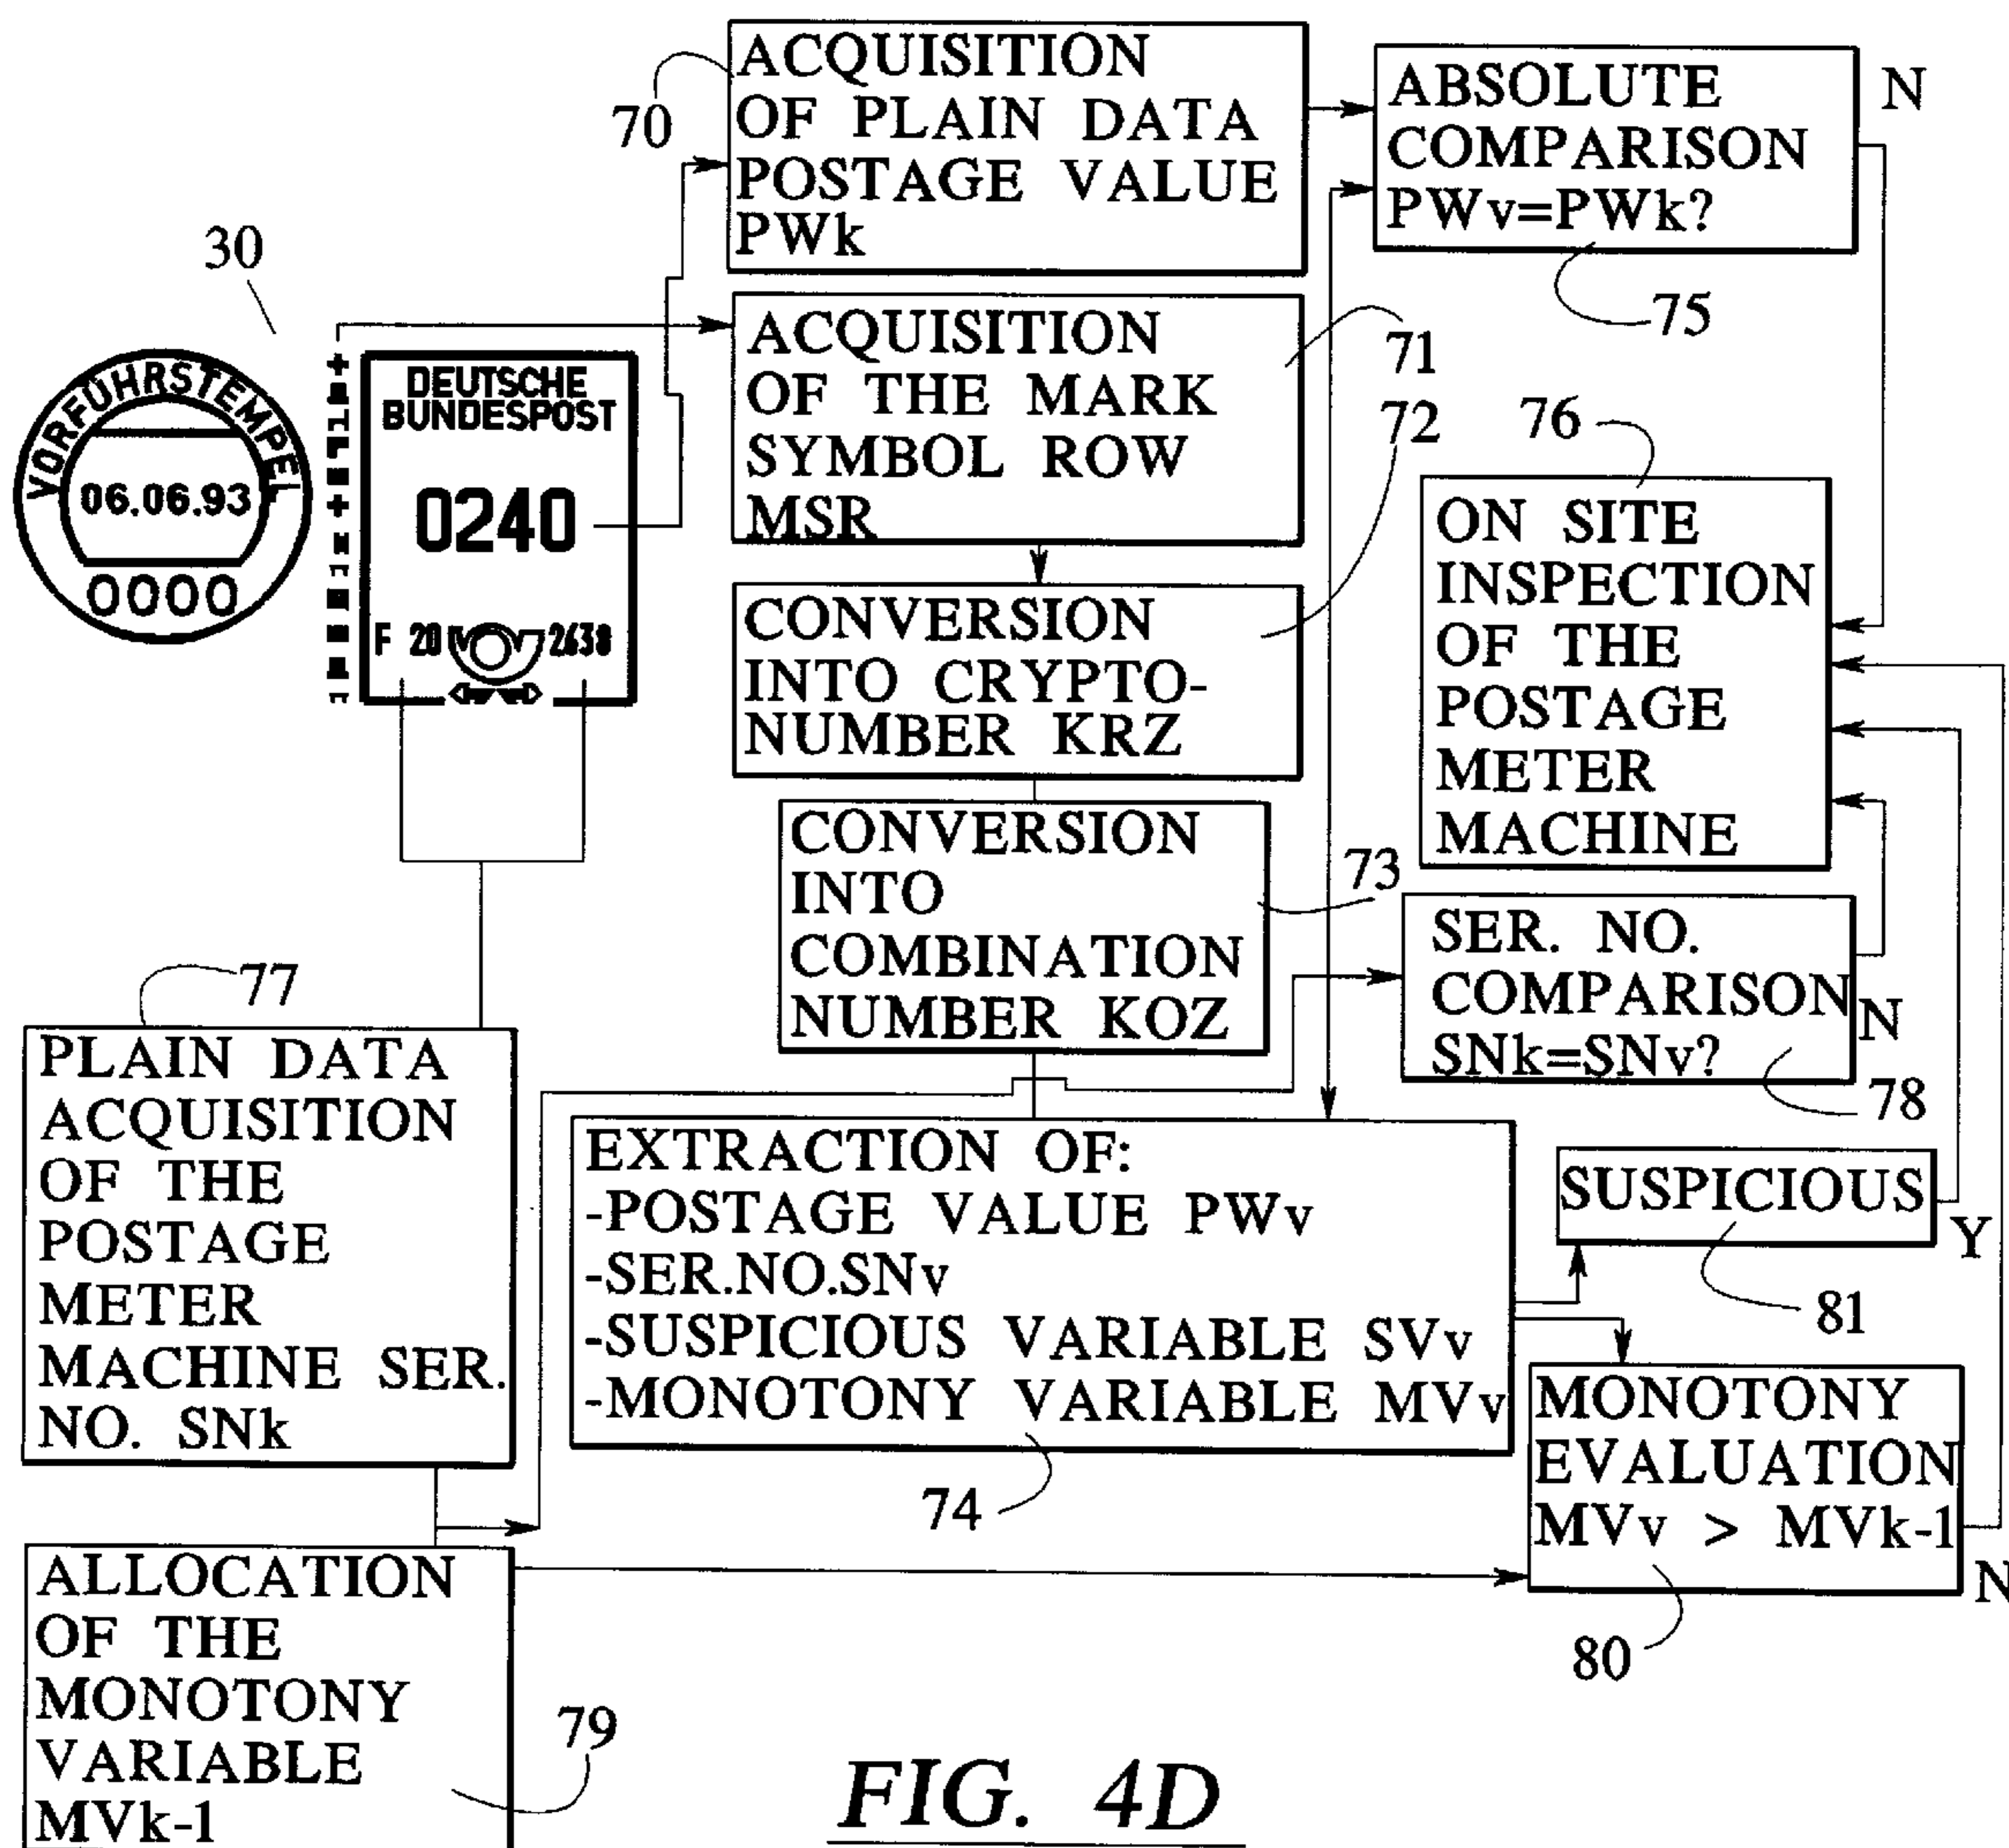 70
ACQUISITION
OF PLAIN DATA
POSTAGE VALUE
PWk
ABSOLUTE
COMPARISON
PWv=PWk?
N
75
30
VORFÜHRSTEMPEL
06.06.93
0000
DEUTSCHE
BUNDESPOST
0240
F 20 2638
ACQUISITION
OF THE MARK
SYMBOL ROW
MSR
71
72
CONVERSION
INTO CRYPTO-
NUMBER KRZ
CONVERSION
INTO
COMBINATION
NUMBER KOZ
73
76
ON SITE
INSPECTION
OF THE
POSTAGE
METER
MACHINE
SER. NO.
COMPARISON
SNk=SNv?
N
78
77
PLAIN DATA
ACQUISITION
OF THE
POSTAGE
METER
MACHINE SER.
NO. SNk
EXTRACTION OF:
-POSTAGE VALUE PWv
-SER.NO.SNv
-SUSPICIOUS VARIABLE SVv
-MONOTONY VARIABLE MVv
74
SUSPICIOUS
Y
81
MONOTONY
EVALUATION
MVv > MVk-1
N
80
ALLOCATION
OF THE
MONOTONY
VARIABLE
MVk-1
79
FIG. 4D